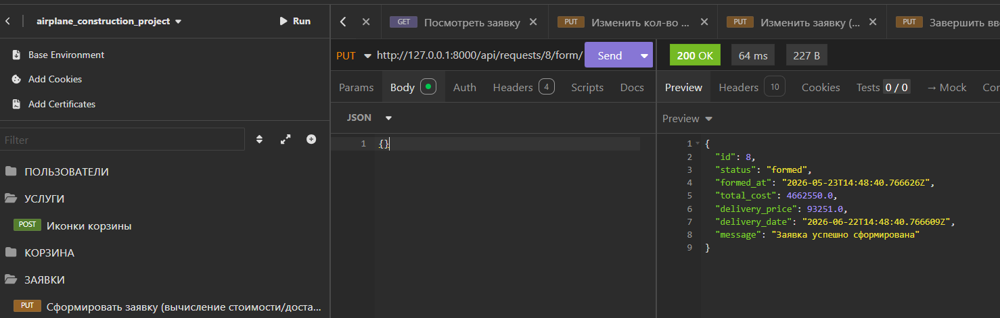 airplane_construction_project
Run
Base Environment
Add Cookies
Add Certificates
Filter
ПОЛЬЗОВАТЕЛИ
УСЛУГИ
POST Иконки корзины
КОРЗИНА
ЗАЯВКИ
PUT Сформировать заявку (вычисление стоимости/доста...
GET Посмотреть заявку
PUT Изменить кол-во ...
PUT Изменить заявку (...
PUT Завершить вв
PUT http://127.0.0.1:8000/api/requests/8/form/ Send
Params Body Auth Headers 4 Scripts Docs
JSON
1 {}
200 OK 64 ms 227 B
Preview Headers 10 Cookies Tests 0 / 0 → Mock Con
Preview
1 {
2 "id": 8,
3 "status": "formed",
4 "formed_at": "2026-05-23T14:48:40.766626Z",
5 "total_cost": 4662550.0,
6 "delivery_price": 93251.0,
7 "delivery_date": "2026-06-22T14:48:40.766609Z",
8 "message": "Заявка успешно сформирована"
9 }